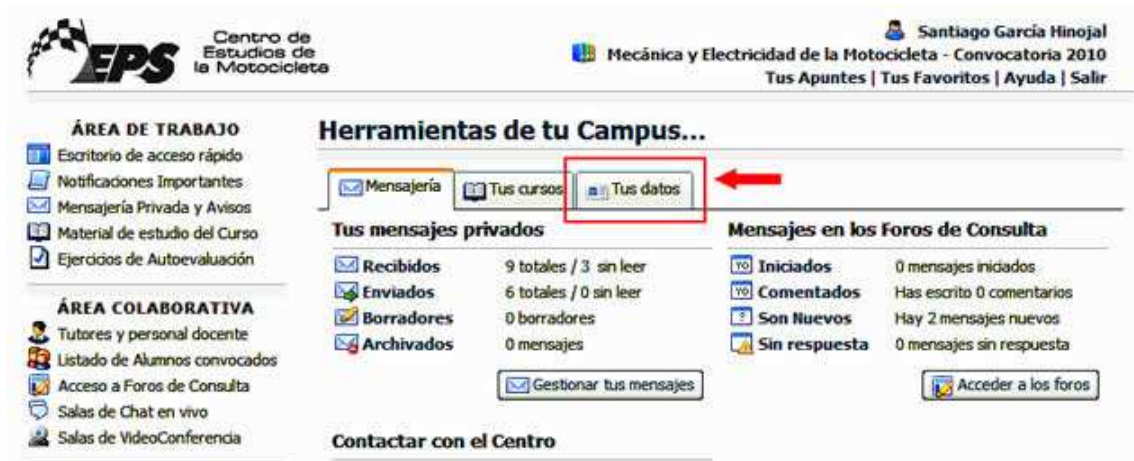 EPS
Centro de
Estudios de
la Motocicleta
Santiago García Hinojal
Mecánica y Electricidad de la Motocicleta - Convocatoria 2010
Tus Apuntes | Tus Favoritos | Ayuda | Salir
ÁREA DE TRABAJO
Escritorio de acceso rápido
Notificaciones Importantes
Mensajería Privada y Avisos
Material de estudio del Curso
Ejercicios de Autoevaluación
ÁREA COLABORATIVA
Tutores y personal docente
Listado de Alumnos convocados
Acceso a Foros de Consulta
Salas de Chat en vivo
Salas de VideoConferencia
Herramientas de tu Campus...
Mensajería Tus cursos Tus datos
Tus mensajes privados
Recibidos 9 totales / 3 sin leer
Enviados 6 totales / 0 sin leer
Borradores 0 borradores
Archivados 0 mensajes
Gestionar tus mensajes
Mensajes en los Foros de Consulta
YO Iniciados 0 mensajes iniciados
YO Comentados Has escrito 0 comentarios
? Son Nuevos Hay 2 mensajes nuevos
Sin respuesta 0 mensajes sin respuesta
Acceder a los foros
Contactar con el Centro